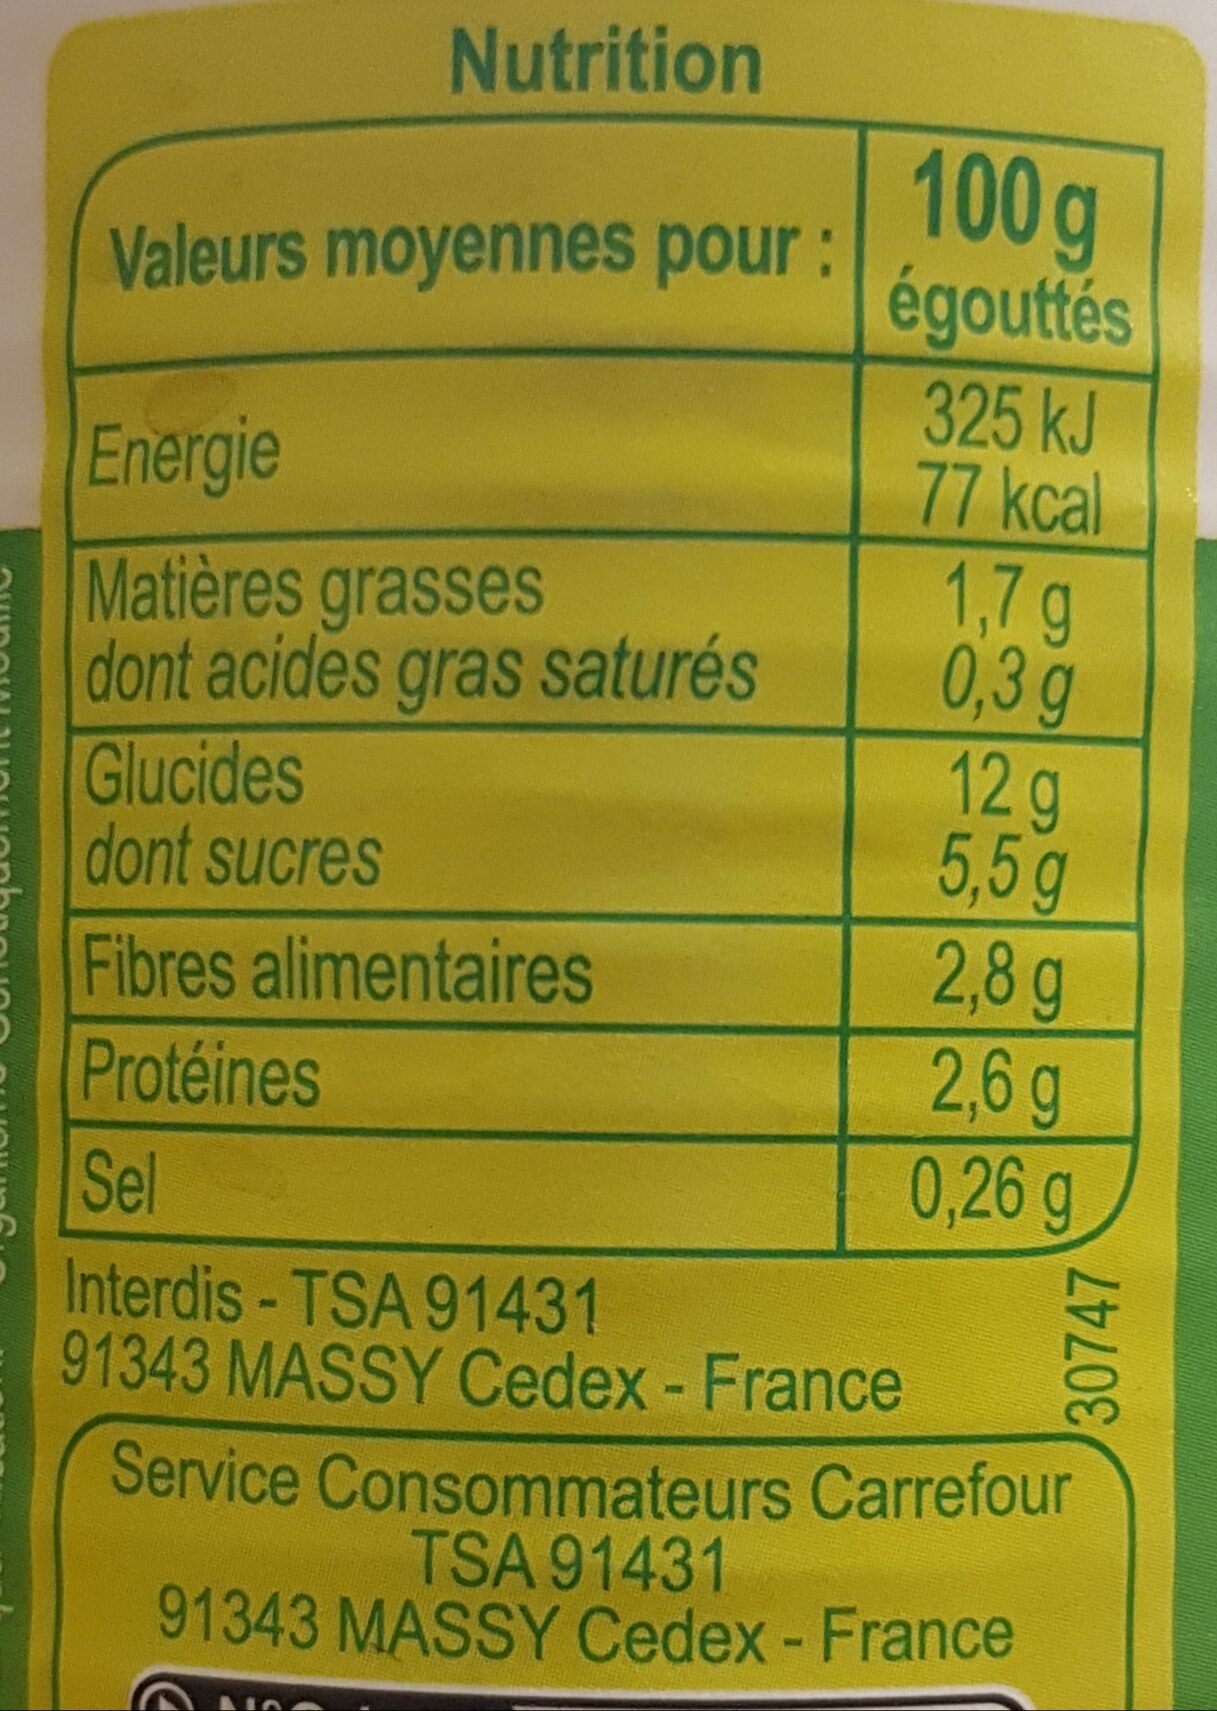 Nutrition
Valeurs moyennes pour : 100 g
égouttés
Energie 325 kJ
77 kcal
Matières grasses 1,7 g
dont acides gras saturés 0,3 g
Glucides 12 g
dont sucres 5,5 g
Fibres alimentaires 2,8 g
Protéines 2,6 g
Sel 0,26 g
Interdis - TSA 91431
91343 MASSY Cedex - France
30747
Service Consommateurs Carrefour
TSA 91431
91343 MASSY Cedex - France